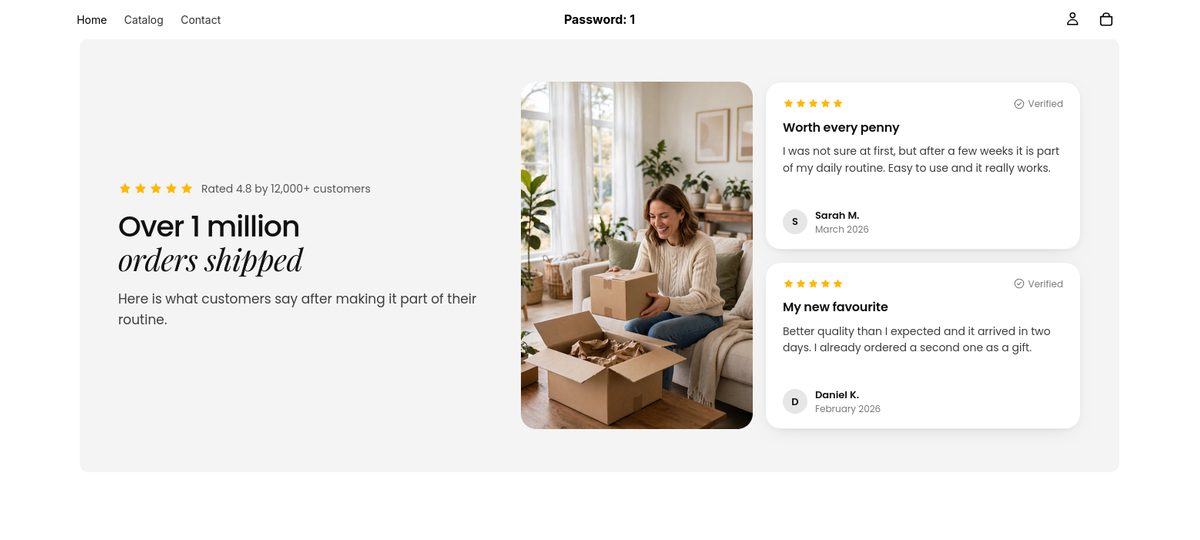 Home Catalog Contact
Password: 1
Rated 4.8 by 12,000+ customers
Over 1 million
orders shipped
Here is what customers say after making it part of their
routine.
Verified
Worth every penny
I was not sure at first, but after a few weeks it is part
of my daily routine. Easy to use and it really works.
S
Sarah M.
March 2026
Verified
My new favourite
Better quality than I expected and it arrived in two
days. I already ordered a second one as a gift.
D
Daniel K.
February 2026